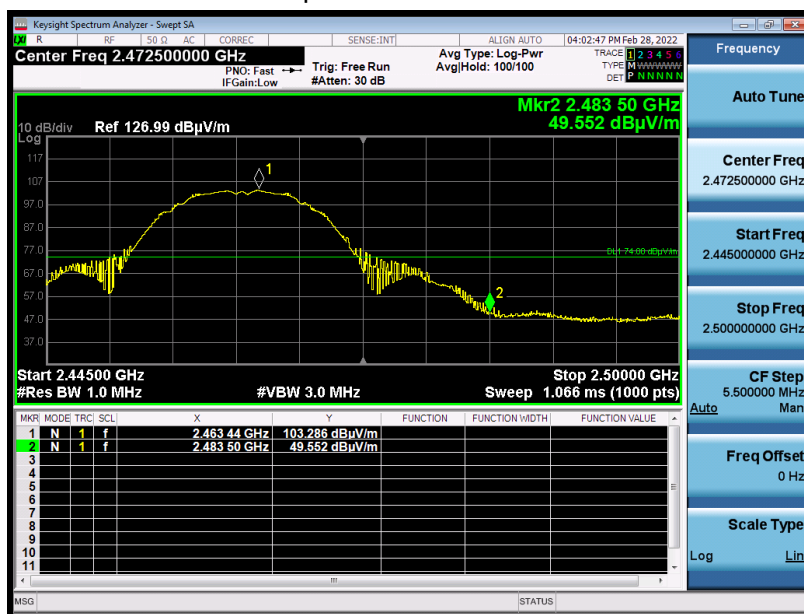 Keysight Spectrum Analyzer - Swept SA
LXI R RF 50 Ω AC CORREC SENSE:INT ALIGN AUTO 04:02:47 PM Feb 28, 2022
Center Freq 2.472500000 GHz
PNO: Fast
IFGain:Low
Trig: Free Run
#Atten: 30 dB
Avg Type: Log-Pwr
Avg|Hold: 100/100
TRACE 1 2 3 4 5 6
TYPE M WWWWW
DET P N N N N N
Mkr2 2.483 50 GHz
49.552 dBµV/m
10 dB/div Ref 126.99 dBµV/m
Log
117
107
97.0
87.0
77.0
67.0
57.0
47.0
37.0
1
DL1 74.00 dBµV/m
2
Start 2.44500 GHz Stop 2.50000 GHz
#Res BW 1.0 MHz #VBW 3.0 MHz Sweep 1.066 ms (1000 pts)
MKR MODE TRC SCL X Y FUNCTION FUNCTION WIDTH FUNCTION VALUE
1 N 1 f 2.463 44 GHz 103.286 dBµV/m
2 N 1 f 2.483 50 GHz 49.552 dBµV/m
3
4
5
6
7
8
9
10
11
MSG STATUS
Frequency
Auto Tune
Center Freq
2.472500000 GHz
Start Freq
2.445000000 GHz
Stop Freq
2.500000000 GHz
CF Step
5.500000 MHz
Auto Man
Freq Offset
0 Hz
Scale Type
Log Lin